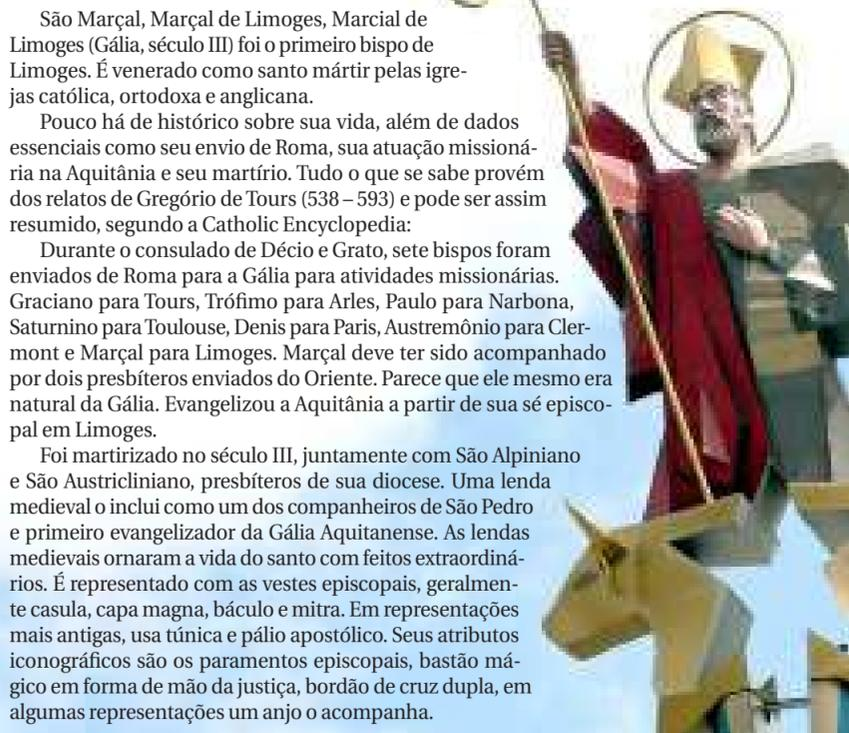 São Marçal, Marçal de Limoges, Marcial de
Limoges (Gália, século III) foi o primeiro bispo de
Limoges. É venerado como santo mártir pelas igre-
jas católica, ortodoxa e anglicana.
Pouco há de histórico sobre sua vida, além de dados
essenciais como seu envio de Roma, sua atuação missioná-
ria na Aquitânia e seu martírio. Tudo o que se sabe provém
dos relatos de Gregório de Tours (538 – 593) e pode ser assim
resumido, segundo a Catholic Encyclopedia:
Durante o consulado de Décio e Grato, sete bispos foram
enviados de Roma para a Gália para atividades missionárias.
Graciano para Tours, Trófimo para Arles, Paulo para Narbona,
Saturnino para Toulouse, Denis para Paris, Austremônio para Cler-
mont e Marçal para Limoges. Marçal deve ter sido acompanhado
por dois presbíteros enviados do Oriente. Parece que ele mesmo era
natural da Gália. Evangelizou a Aquitânia a partir de sua sé episco-
pal em Limoges.
Foi martirizado no século III, juntamente com São Alpiniano
e São Austricliniano, presbíteros de sua diocese. Uma lenda
medieval o inclui como um dos companheiros de São Pedro
e primeiro evangelizador da Gália Aquitanense. As lendas
medievais ornaram a vida do santo com feitos extraordiná-
rios. É representado com as vestes episcopais, geralmen-
te casula, capa magna, báculo e mitra. Em representações
mais antigas, usa túnica e pálio apostólico. Seus atributos
iconográficos são os paramentos episcopais, bastão má-
gico em forma de mão da justiça, bordão de cruz dupla, em
algumas representações um anjo o acompanha.